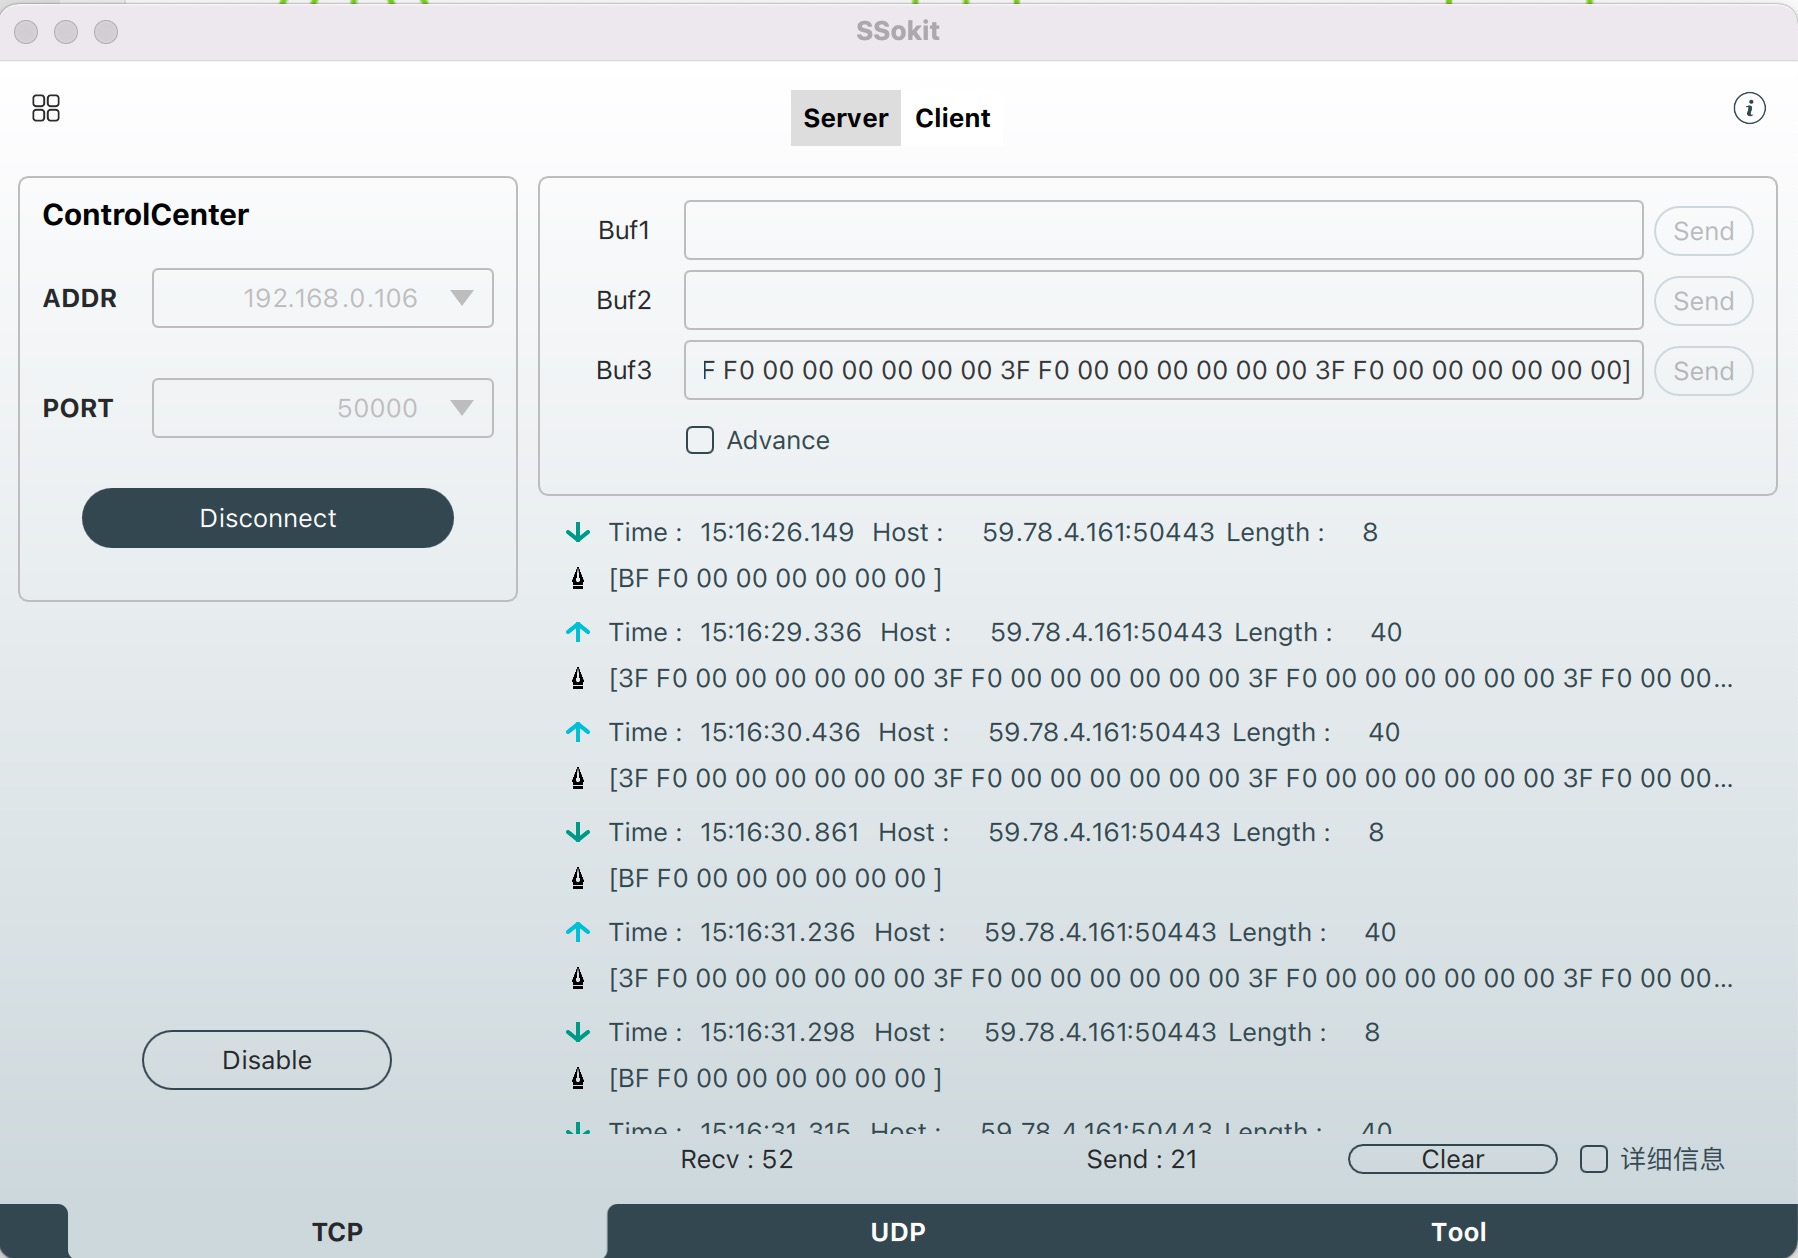 SSokit
Server Client
ControlCenter
ADDR 192.168.0.106
PORT 50000
Disconnect
Disable
Buf1 Send
Buf2 Send
Buf3 F F0 00 00 00 00 00 00 3F F0 00 00 00 00 00 00 3F F0 00 00 00 00 00 00] Send
Advance
Time : 15:16:26.149 Host : 59.78.4.161:50443 Length : 8
[BF F0 00 00 00 00 00 00 ]
Time : 15:16:29.336 Host : 59.78.4.161:50443 Length : 40
[3F F0 00 00 00 00 00 00 3F F0 00 00 00 00 00 00 3F F0 00 00 00 00 00 00 3F F0 00 00...
Time : 15:16:30.436 Host : 59.78.4.161:50443 Length : 40
[3F F0 00 00 00 00 00 00 3F F0 00 00 00 00 00 00 3F F0 00 00 00 00 00 00 3F F0 00 00...
Time : 15:16:30.861 Host : 59.78.4.161:50443 Length : 8
[BF F0 00 00 00 00 00 00 ]
Time : 15:16:31.236 Host : 59.78.4.161:50443 Length : 40
[3F F0 00 00 00 00 00 00 3F F0 00 00 00 00 00 00 3F F0 00 00 00 00 00 00 3F F0 00 00...
Time : 15:16:31.298 Host : 59.78.4.161:50443 Length : 8
[BF F0 00 00 00 00 00 00 ]
Time : 15:16:31.315 Host : 59.78.4.161:50443 Length : 40
Recv : 52 Send : 21 Clear 详细信息
TCP UDP Tool